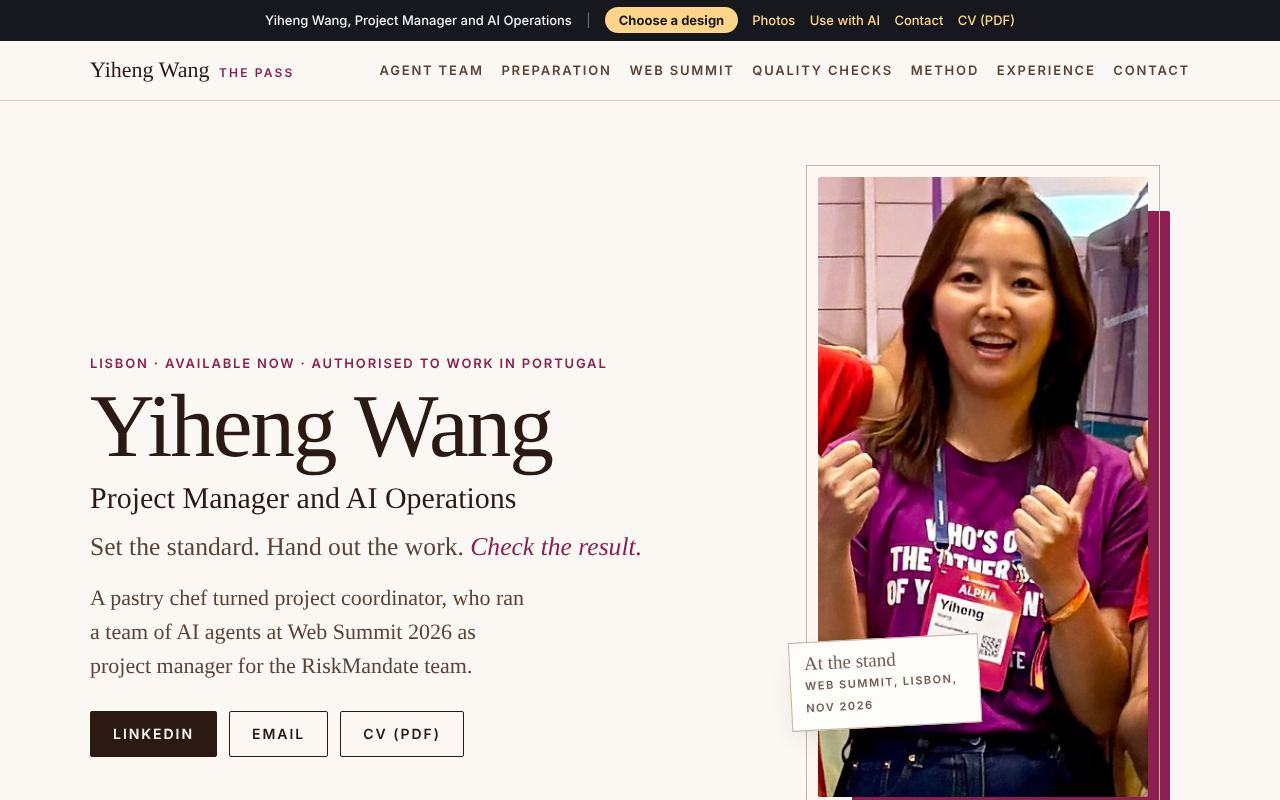 Yiheng Wang, Project Manager and AI Operations | Choose a design Photos Use with AI Contact CV (PDF)
Yiheng Wang THE PASS AGENT TEAM PREPARATION WEB SUMMIT QUALITY CHECKS METHOD EXPERIENCE CONTACT
LISBON · AVAILABLE NOW · AUTHORISED TO WORK IN PORTUGAL
Yiheng Wang
Project Manager and AI Operations
Set the standard. Hand out the work. Check the result.
A pastry chef turned project coordinator, who ran
a team of AI agents at Web Summit 2026 as
project manager for the RiskMandate team.
LINKEDIN EMAIL CV (PDF)
WHO'S O
THE
OF Y
ALPHA
Yiheng
At the stand
WEB SUMMIT, LISBON,
NOV 2026